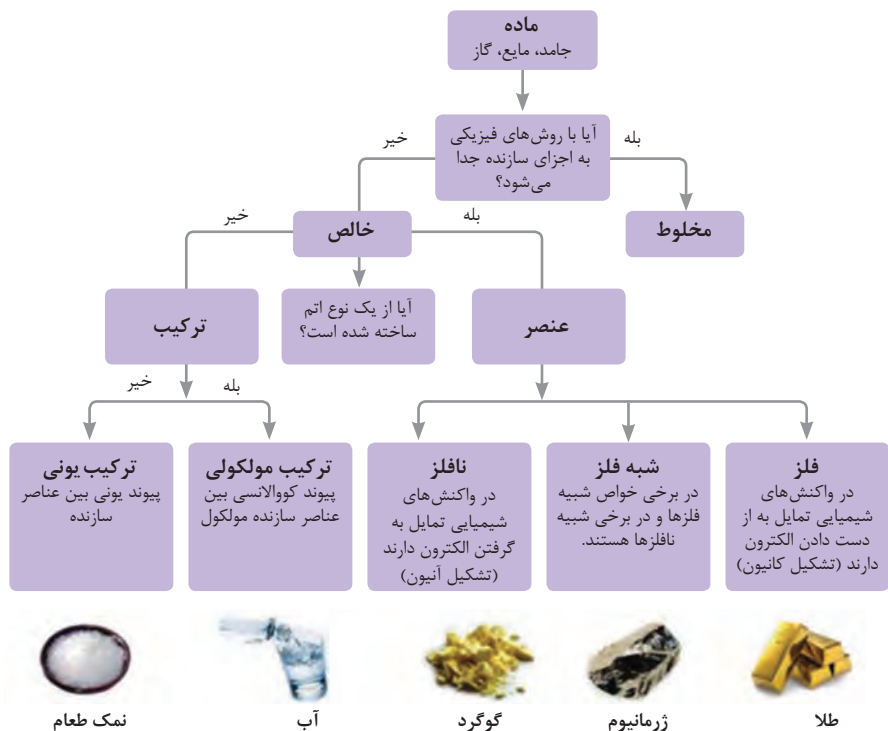 ماده
جامد، مایع، گاز
آیا با روش‌های فیزیکی
به اجزای سازنده جدا
می‌شود؟
بله
خیر
مخلوط
خالص
بله
خیر
آیا از یک نوع اتم
ساخته شده است؟
عنصر
ترکیب
بله
خیر
فلز
در واکنش‌های
شیمیایی تمایل به از
دست دادن الکترون
دارند (تشکیل کاتیون)
شبه فلز
در برخی خواص شبیه
فلزها و در برخی شبیه
نافلزها هستند.
نافلز
در واکنش‌های
شیمیایی تمایل به
گرفتن الکترون دارند
(تشکیل آنیون)
ترکیب مولکولی
پیوند کووالانسی بین
عناصر سازنده مولکول
ترکیب یونی
پیوند یونی بین عناصر
سازنده
طلا
ژرمانیوم
گوگرد
آب
نمک طعام